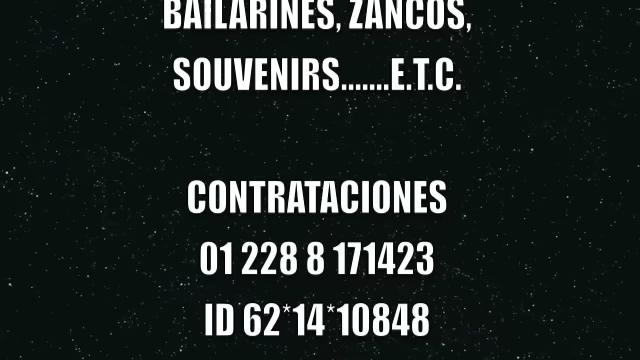 BAILARINES, ZANCOS,
SOUVENIRS.......E.T.C.
CONTRATACIONES
01 228 8 171423
ID 62*14*10848